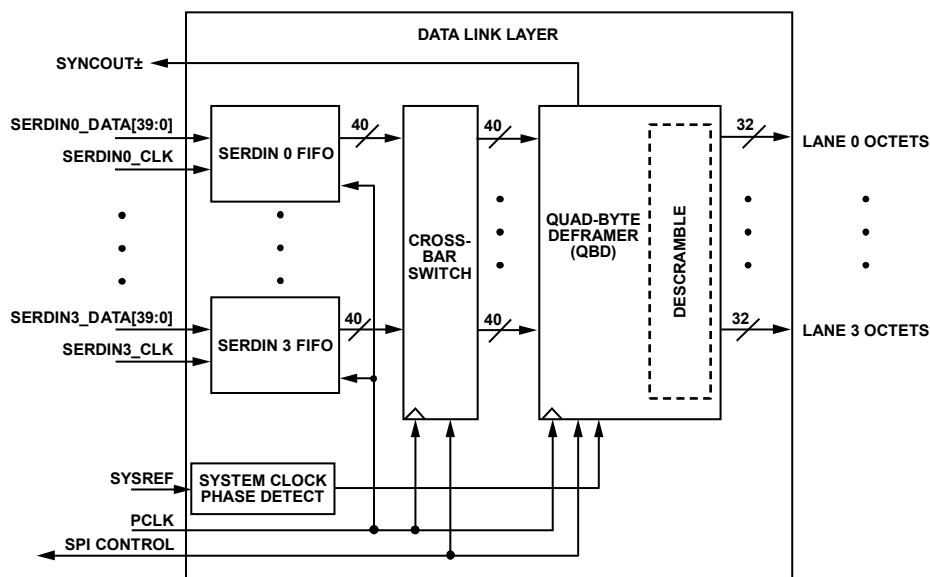 DATA LINK LAYER
SYNCOUT±
SERDIN0_DATA[39:0]
SERDIN0_CLK
SERDIN 0 FIFO
40
CROSS-
BAR
SWITCH
40
QUAD-BYTE
DEFRAMER
(QBD)
DESCRAMBLE
32
LANE 0 OCTETS
SERDIN3_DATA[39:0]
SERDIN3_CLK
SERDIN 3 FIFO
40
40
32
LANE 3 OCTETS
SYSREF
SYSTEM CLOCK
PHASE DETECT
PCLK
SPI CONTROL